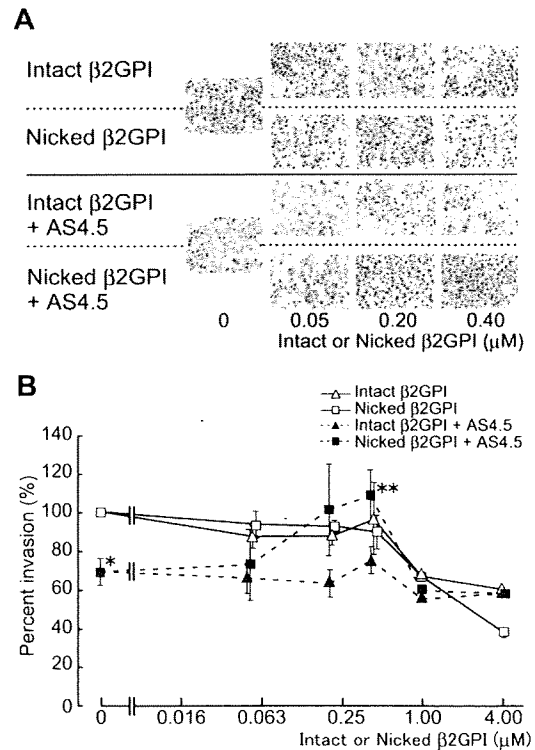 A
Intact β2GPI
Nicked β2GPI
Intact β2GPI
+ AS4.5
Nicked β2GPI
+ AS4.5
0 0.05 0.20 0.40
Intact or Nicked β2GPI (μM)
B
Intact β2GPI
Nicked β2GPI
Intact β2GPI + AS4.5
Nicked β2GPI + AS4.5
Percent invasion (%)
140
120
100
80
60
40
20
0
*
**
0 0.016 0.063 0.25 1.00 4.00
Intact or Nicked β2GPI (μM)